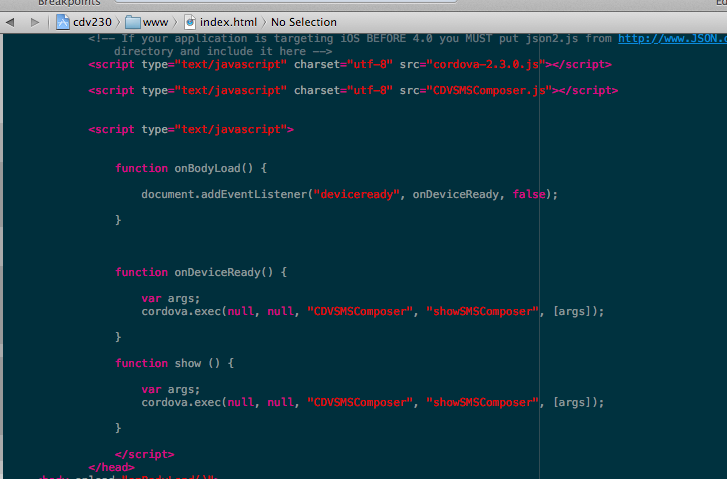 Breakpoints
Ed
cdv230 > www > index.html > No Selection
<!-- If your application is targeting iOS BEFORE 4.0 you MUST put json2.js from http://www.JSON.
directory and include it here -->
<script type="text/javascript" charset="utf-8" src="cordova-2.3.0.js"></script>
<script type="text/javascript" charset="utf-8" src="CDVSMSComposer.js"></script>
<script type="text/javascript">
function onBodyLoad() {
document.addEventListener("deviceready", onDeviceReady, false);
}
function onDeviceReady() {
var args;
cordova.exec(null, null, "CDVSMSComposer", "showSMSComposer", [args]);
}
function show () {
var args;
cordova.exec(null, null, "CDVSMSComposer", "showSMSComposer", [args]);
}
</script>
</head>
<body onload="onBodyLoad()">